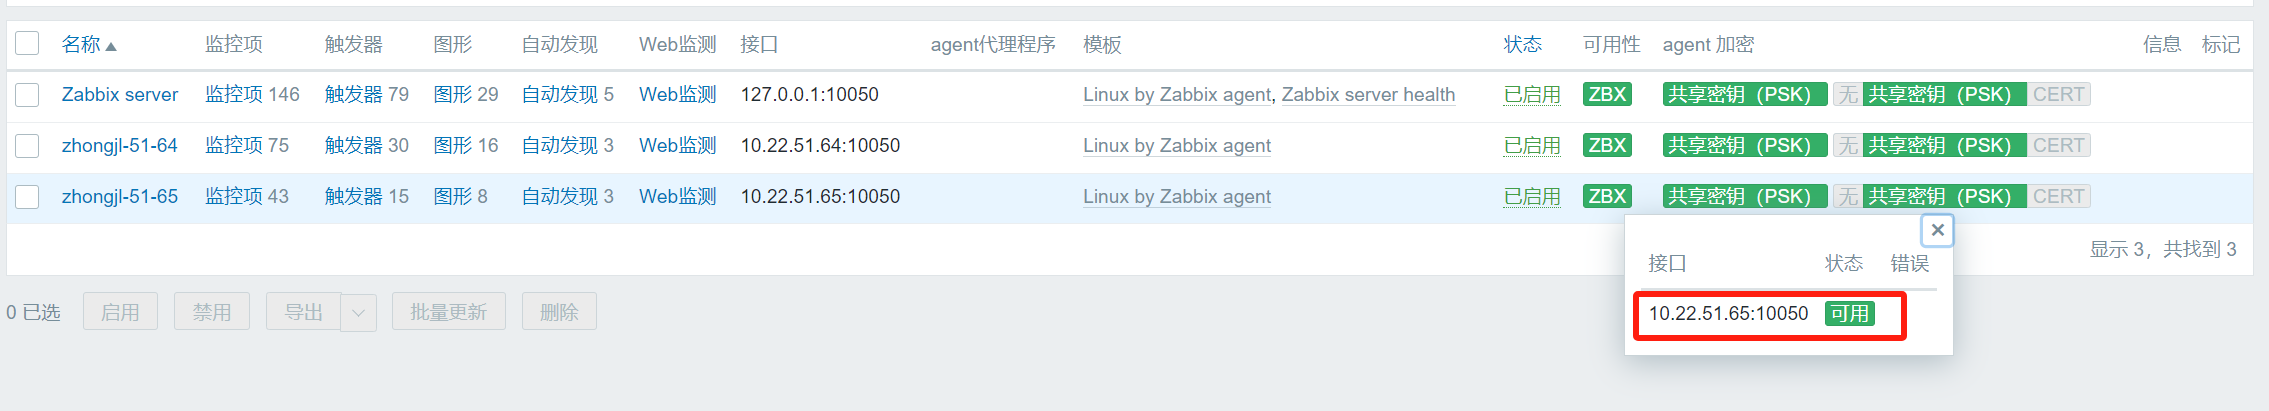 名称 监控项 触发器 图形 自动发现 Web监测 接口 agent代理程序 模板 状态 可用性 agent 加密 信息 标记
Zabbix server 监控项 146 触发器 79 图形 29 自动发现 5 Web监测 127.0.0.1:10050 Linux by Zabbix agent, Zabbix server health 已启用 ZBX 共享密钥（PSK） 无 共享密钥（PSK） CERT
zhongjl-51-64 监控项 75 触发器 30 图形 16 自动发现 3 Web监测 10.22.51.64:10050 Linux by Zabbix agent 已启用 ZBX 共享密钥（PSK） 无 共享密钥（PSK） CERT
zhongjl-51-65 监控项 43 触发器 15 图形 8 自动发现 3 Web监测 10.22.51.65:10050 Linux by Zabbix agent 已启用 ZBX 共享密钥（PSK） 无 共享密钥（PSK） CERT
显示 3，共找到 3
接口 状态 错误
10.22.51.65:10050 可用
0 已选 启用 禁用 导出 批量更新 删除